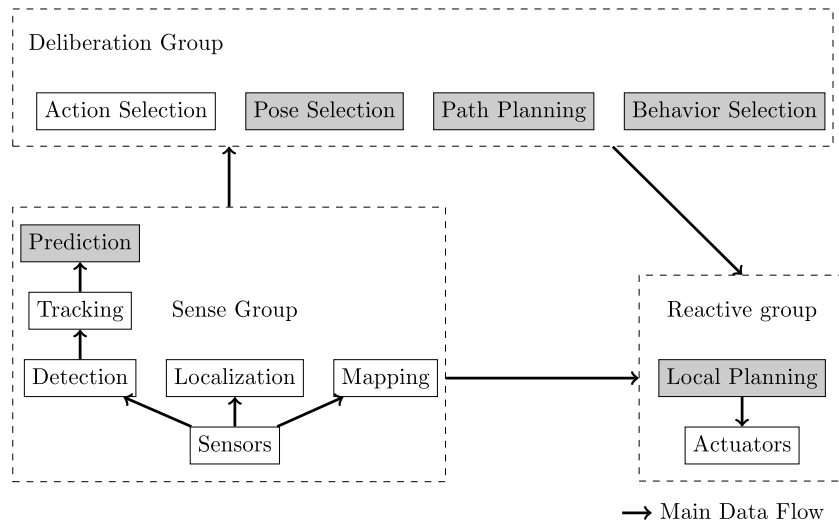 Deliberation Group
Action Selection
Pose Selection
Path Planning
Behavior Selection
Prediction
Tracking
Sense Group
Reactive group
Detection
Localization
Mapping
Local Planning
Sensors
Actuators
Main Data Flow